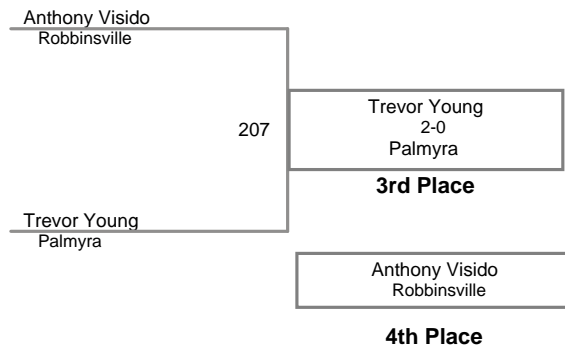 Anthony Visido
Robbinsville
207
Trevor Young
2-0
Palmyra
3rd Place
Trevor Young
Palmyra
Anthony Visido
Robbinsville
4th Place